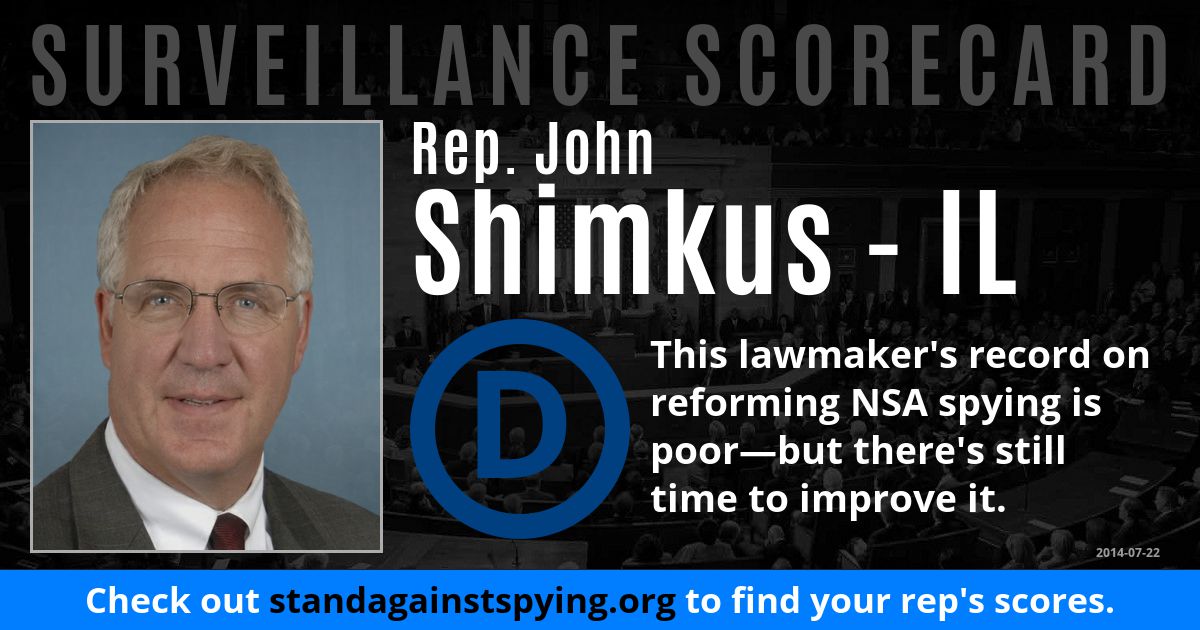 SURVEILLANCE SCORECARD
Rep. John
Shimkus - IL
D
This lawmaker's record on
reforming NSA spying is
poor—but there's still
time to improve it.
2014-07-22
Check out standagainstspying.org to find your rep's scores.